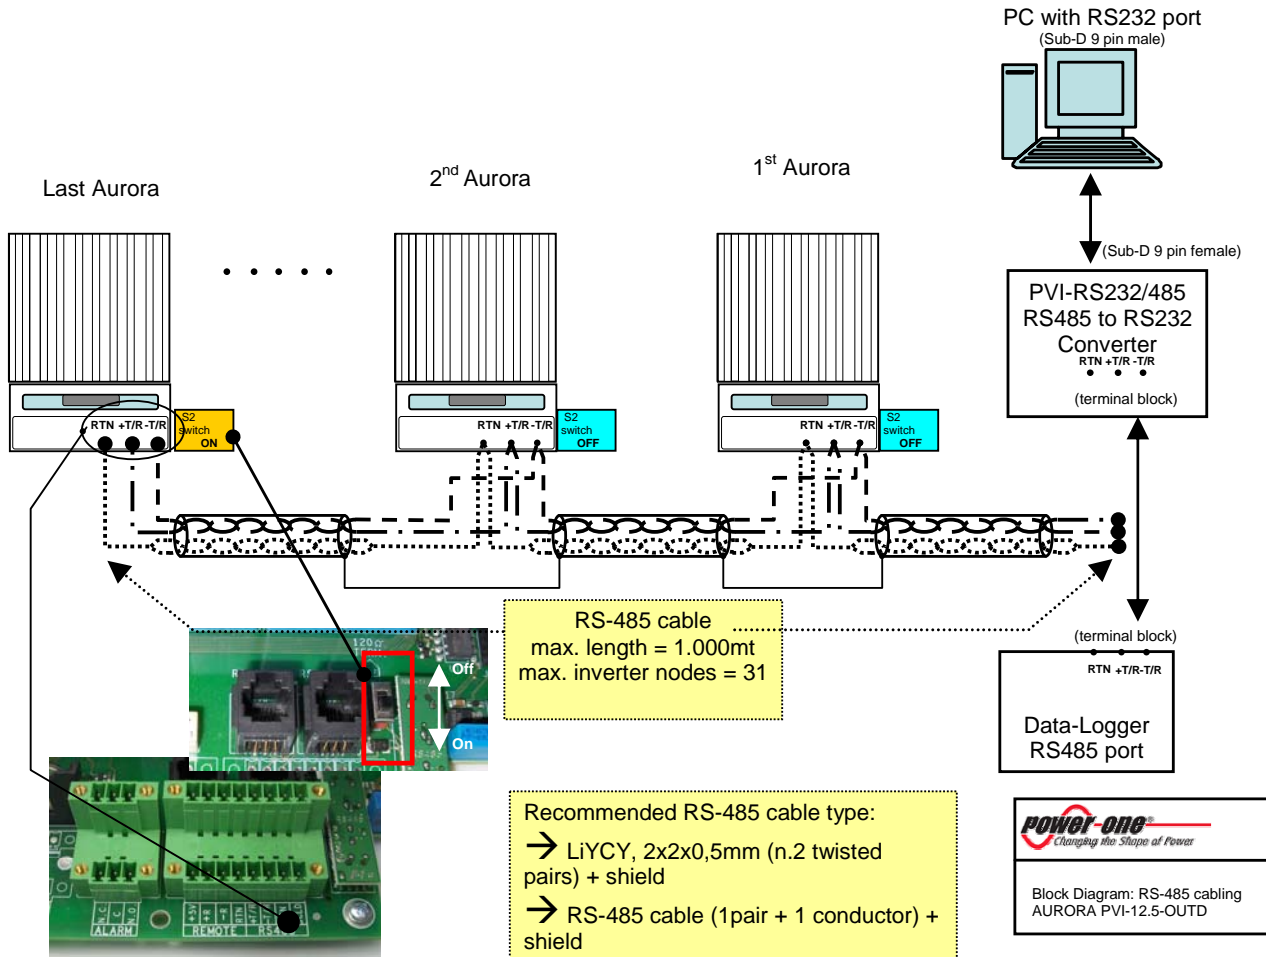 PC with RS232 port
(Sub-D 9 pin male)
Last Aurora
2nd Aurora
1st Aurora
(Sub-D 9 pin female)
PVI-RS232/485
RS485 to RS232
Converter
RTN +T/R -T/R
(terminal block)
RTN +T/R -T/R
S2
switch
ON
RTN +T/R -T/R
S2
switch
OFF
RTN +T/R -T/R
S2
switch
OFF
RS-485 cable
max. length = 1.000mt
max. inverter nodes = 31
120Ω
Off
On
(terminal block)
RTN +T/R-T/R
Data-Logger
RS485 port
N.C C N.O
ALARM
+5V +R -R RTN +T/R
REMOTE
Recommended RS-485 cable type:
→ LiYCY, 2x2x0,5mm (n.2 twisted
pairs) + shield
→ RS-485 cable (1pair + 1 conductor) +
shield
power-one®
Changing the Shape of Power
Block Diagram: RS-485 cabling
AURORA PVI-12.5-OUTD